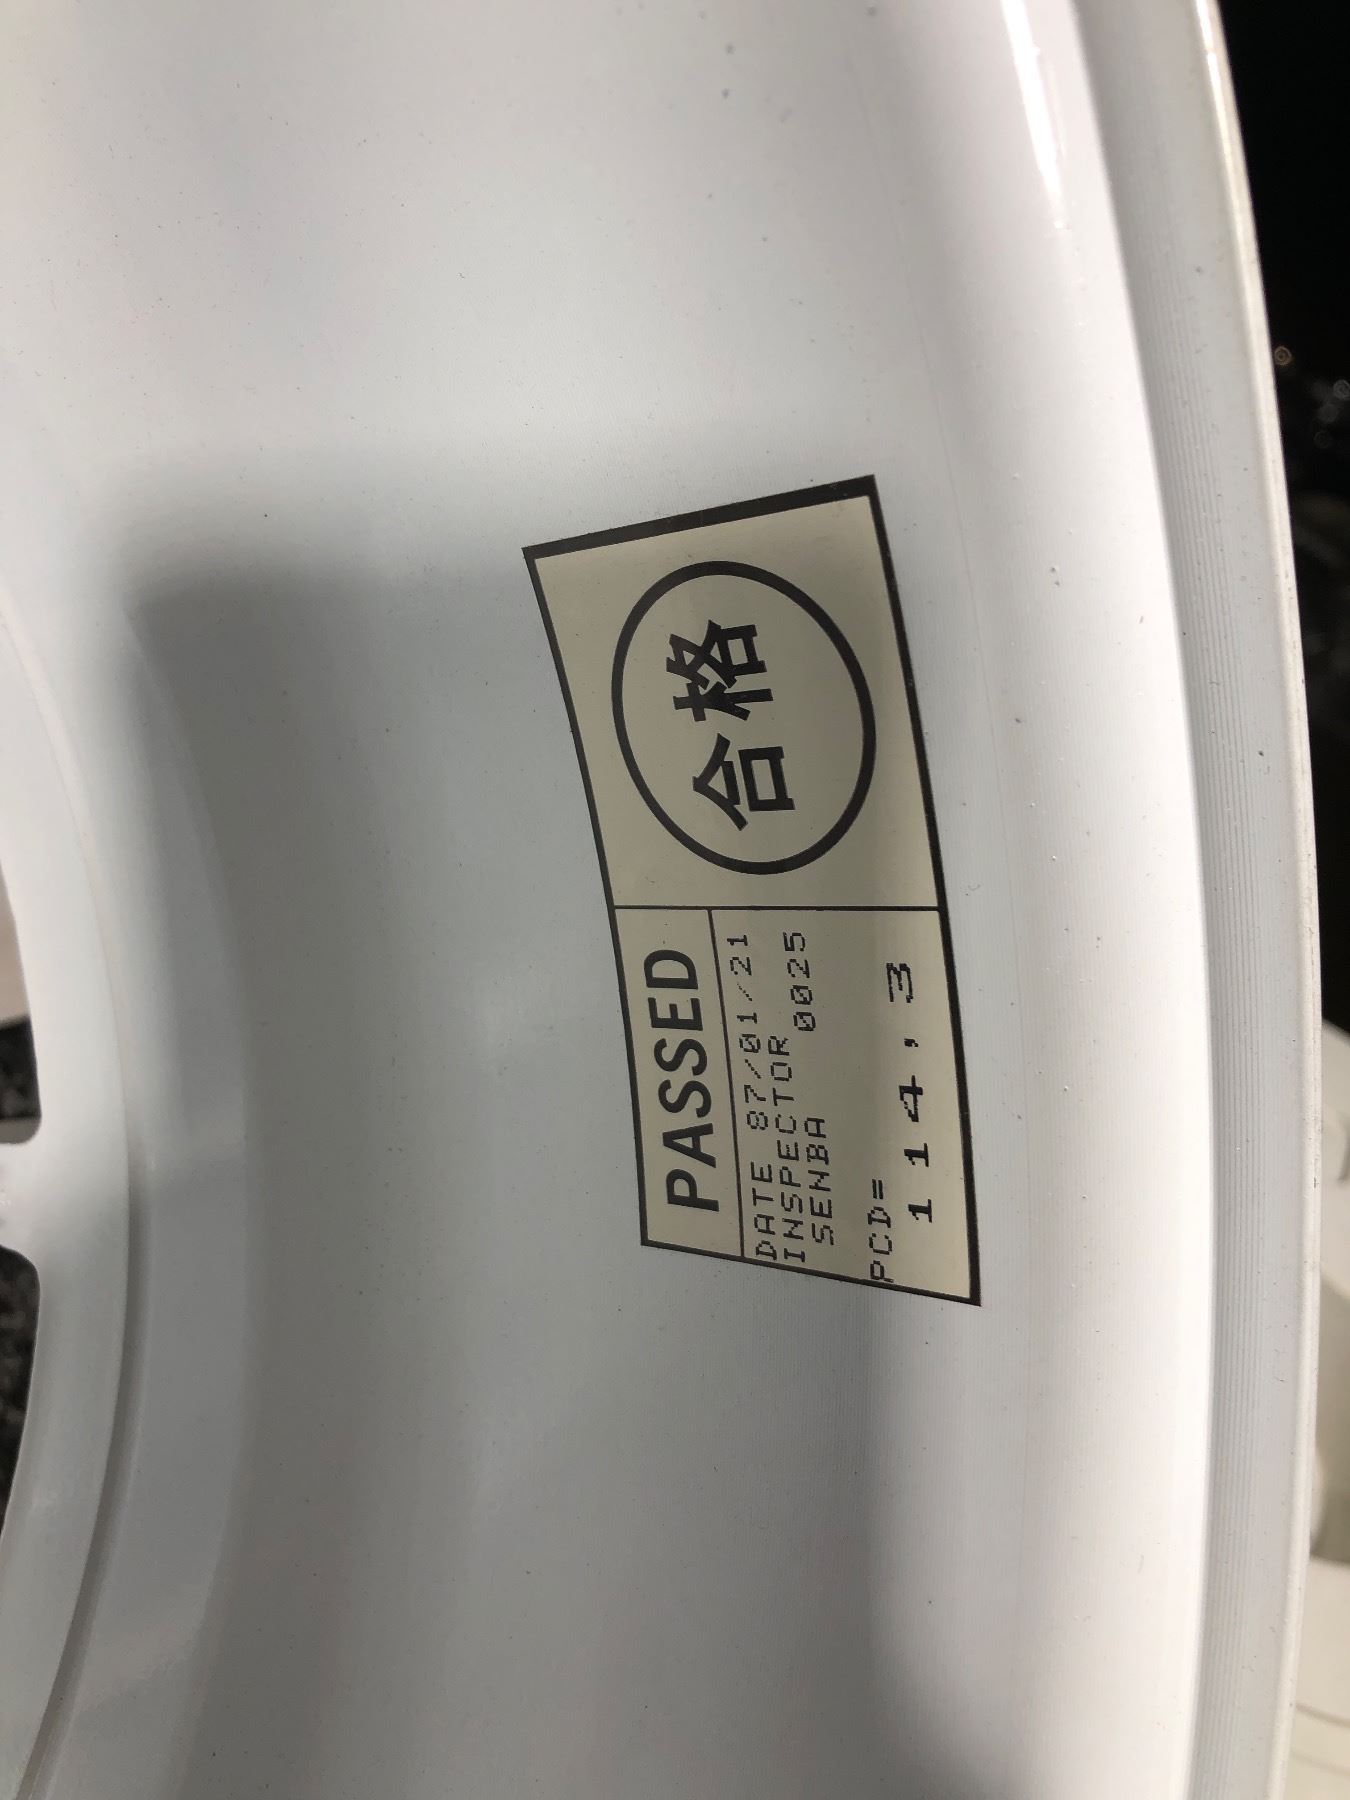 合格
PASSED
DATE 87/01/21
INSPECTOR
SENBA 0025
PCD=
114,3